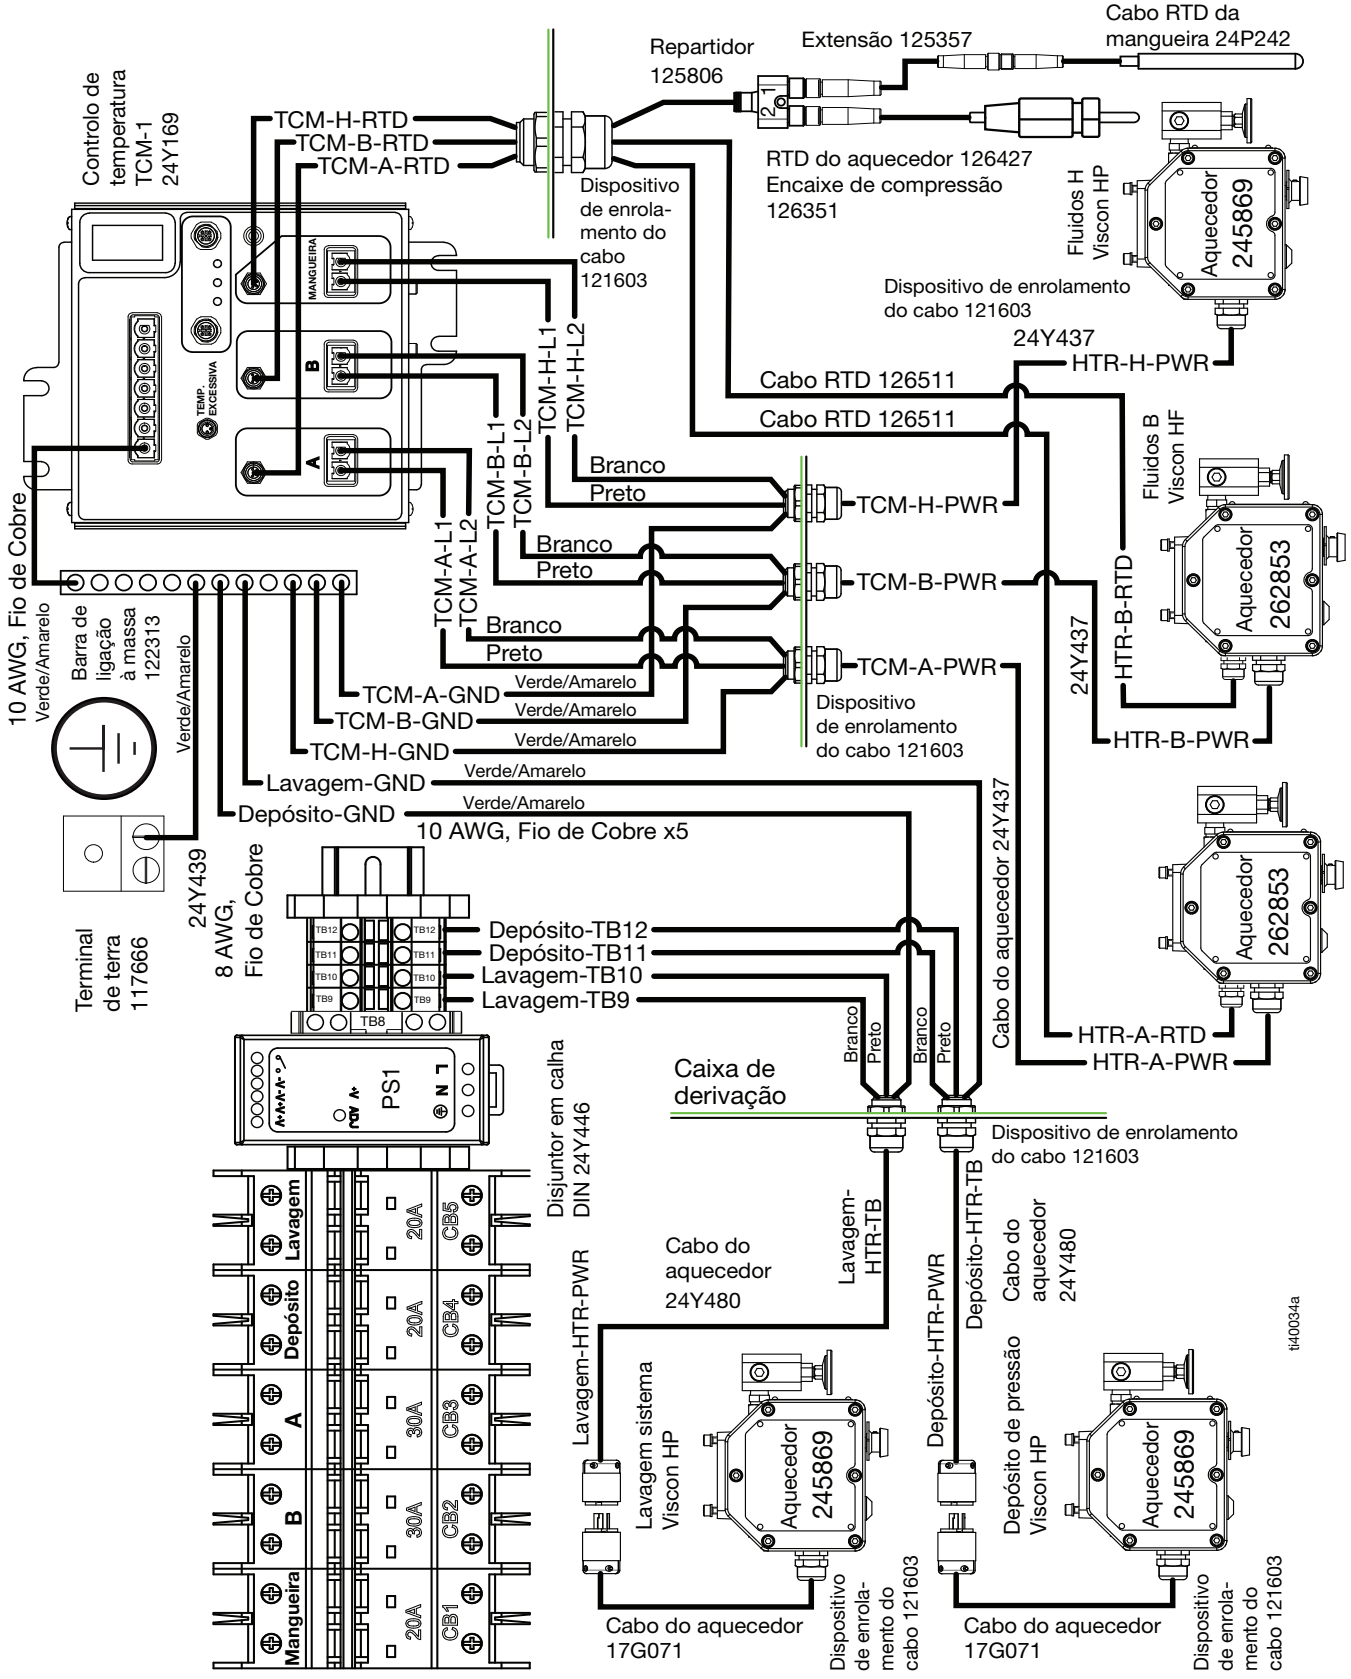 Controlo de
temperatura
TCM-1
24Y169
Repartidor
125806
Extensão 125357
Cabo RTD da
mangueira 24P242
TCM-H-RTD
TCM-B-RTD
TCM-A-RTD
2 1
RTD do aquecedor 126427
Encaixe de compressão
126351
Dispositivo
de enrola-
mento do
cabo
121603
Fluidos H
Viscon HP
Aquecedor
245869
Dispositivo de enrolamento
do cabo 121603
24Y437
HTR-H-PWR
MANGUEIRA
B
A
TEMP.
EXCESSIVA
TCM-H-L1
TCM-H-L2
TCM-B-L1
TCM-B-L2
TCM-A-L1
TCM-A-L2
Cabo RTD 126511
Cabo RTD 126511
Fluidos B
Viscon HF
Aquecedor
262853
Branco
Preto
TCM-H-PWR
Branco
Preto
TCM-B-PWR
Branco
Preto
TCM-A-PWR
HTR-B-RTD
24Y437
HTR-B-PWR
10 AWG, Fio de Cobre
Verde/Amarelo
Barra de
ligação
à massa
122313
Verde/Amarelo
TCM-A-GND
Verde/Amarelo
TCM-B-GND
Verde/Amarelo
TCM-H-GND
Verde/Amarelo
Dispositivo
de enrolamento
do cabo 121603
Lavagem-GND
Verde/Amarelo
Depósito-GND
Verde/Amarelo
10 AWG, Fio de Cobre x5
Cabo do aquecedor 24Y437
Aquecedor
262853
HTR-A-RTD
HTR-A-PWR
Terminal
de terra
117666
24Y439
8 AWG,
Fio de Cobre
TB12
TB12
TB11
TB11
TB10
TB10
TB9
TB9
TB8
Depósito-TB12
Depósito-TB11
Lavagem-TB10
Lavagem-TB9
Branco
Preto
Branco
Preto
Caixa de
derivação
Dispositivo de enrolamento
do cabo 121603
+V ADJ
PS1
L
N
Disjuntor em calha
DIN 24Y446
Lavagem
20A
CB5
Depósito
20A
CB4
A
30A
CB3
B
30A
CB2
Mangueira
20A
CB1
Lavagem-
HTR-TB
Depósito-HTR-TB
Cabo do
aquecedor
24Y480
Cabo do
aquecedor
24Y480
Lavagem-HTR-PWR
Depósito-HTR-PWR
Lavagem sistema
Viscon HP
Aquecedor
245869
Depósito de pressão
Viscon HP
Aquecedor
245869
Cabo do aquecedor
17G071
Dispositivo
de enrola-
mento do
cabo 121603
Cabo do aquecedor
17G071
Dispositivo
de enrola-
mento do
cabo 121603
ti40034a